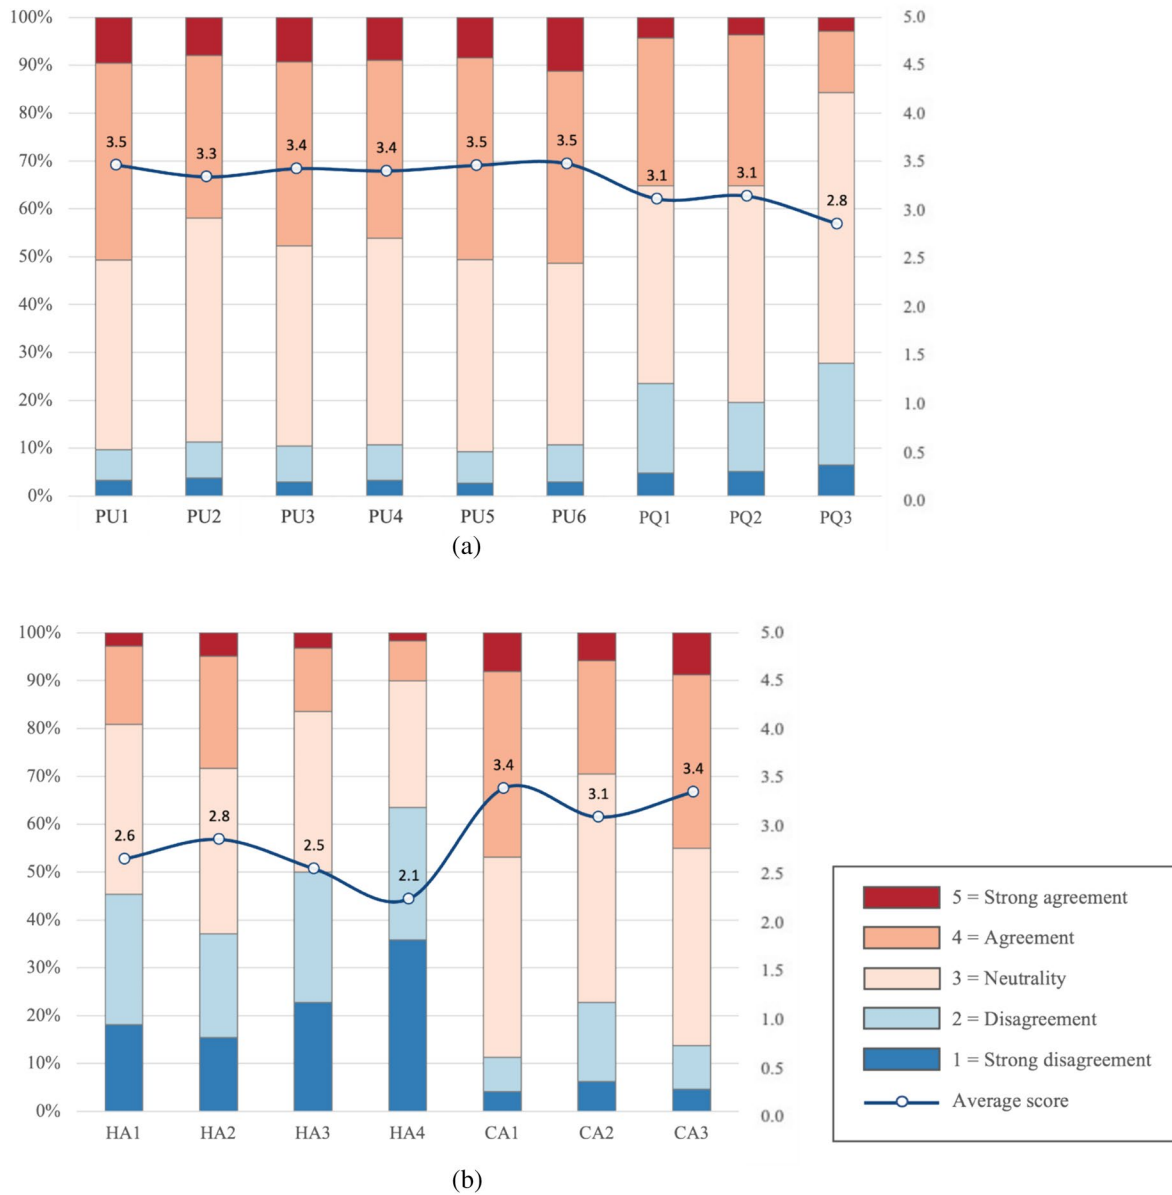 100% 5.0
90% 4.5
80% 4.0
3.5 3.3 3.4 3.4 3.5 3.5
70% 3.5
3.1 3.1
60% 2.8 3.0
50% 2.5
40% 2.0
30% 1.5
20% 1.0
10% 0.5
0% 0.0
PU1 PU2 PU3 PU4 PU5 PU6 PQ1 PQ2 PQ3
(a)
100% 5.0
90% 4.5
80% 4.0
70% 3.4 3.4 3.5
3.1
60% 2.6 2.8 3.0
2.5
50% 2.1 2.5
40% 2.0
30% 1.5
20% 1.0
10% 0.5
0% 0.0
HA1 HA2 HA3 HA4 CA1 CA2 CA3
(b)
5 = Strong agreement
4 = Agreement
3 = Neutrality
2 = Disagreement
1 = Strong disagreement
Average score